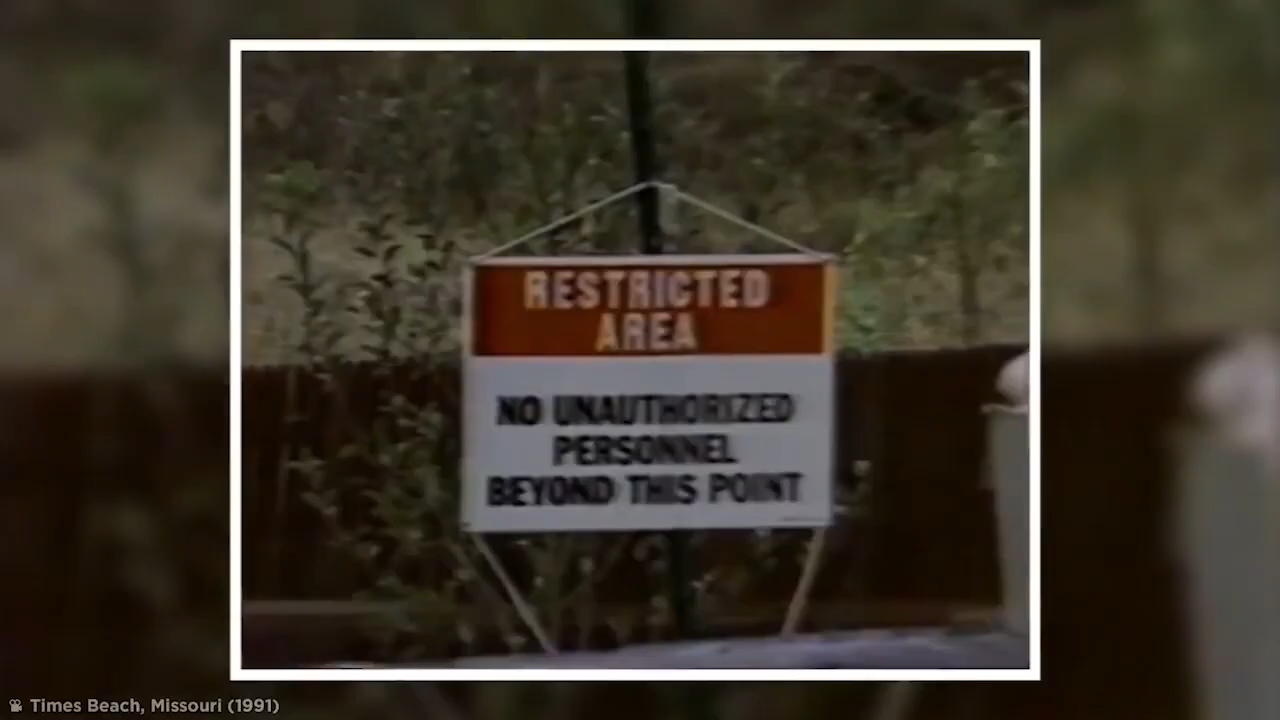 RESTRICTED
AREA
NO UNAUTHORIZED
PERSONNEL
BEYOND THIS POINT
Times Beach, Missouri (1991)